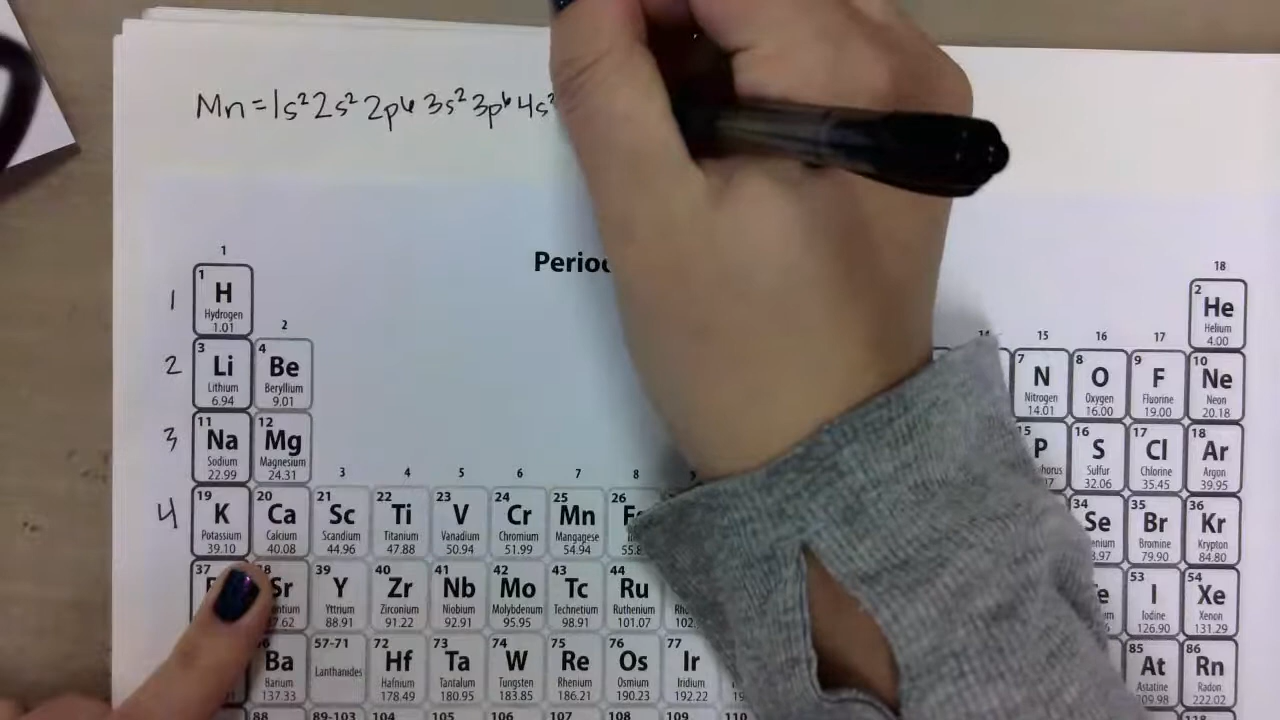 Mn = 1s² 2s² 2p⁶ 3s² 3p⁶ 4s²
1 18
Period
1 H Hydrogen 1.01
2 He Helium 4.00
1
2 15 16 17
3 Li Lithium 6.94
4 Be Beryllium 9.01
7 N Nitrogen 14.01
8 O Oxygen 16.00
9 F Fluorine 19.00
10 Ne Neon 20.18
2
11 Na Sodium 22.99
12 Mg Magnesium 24.31
15 P
16 S Sulfur 32.06
17 Cl Chlorine 35.45
18 Ar Argon 39.95
3
3 4 5 6 7 8
19 K Potassium 39.10
20 Ca Calcium 40.08
21 Sc Scandium 44.96
22 Ti Titanium 47.88
23 V Vanadium 50.94
24 Cr Chromium 51.99
25 Mn Mangagese 54.94
26
34 Se
35 Br Bromine 79.90
36 Kr Krypton 84.80
4
37
Sr
39 Y Yttrium 88.91
40 Zr Zirconium 91.22
41 Nb Niobium 92.91
42 Mo Molybdenum 95.95
43 Tc Technetium 98.91
44 Ru Ruthenium 101.07
53 I Iodine 126.90
54 Xe Xenon 131.29
Ba Barium 137.33
57-71 Lanthanides
72 Hf Hafnium 178.49
73 Ta Tantalum 180.95
74 W Tungsten 183.85
75 Re Rhenium 186.21
76 Os Osmium 190.23
77 Ir Iridium 192.22
85 At Astatine
86 Rn Radon 222.02
88 89-103 104 105 106 107 108 109 110